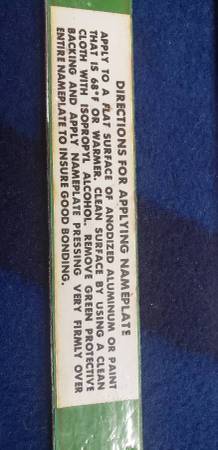 DIRECTIONS FOR APPLYING NAMEPLATE
APPLY TO A FLAT SURFACE OF ANODIZED ALUMINUM OR PAINT
THAT IS 68°F OR WARMER. CLEAN SURFACE BY USING A CLEAN
CLOTH WITH ISOPROPYL ALCOHOL. REMOVE GREEN PROTECTIVE
BACKING AND APPLY NAMEPLATE PRESSING VERY FIRMLY OVER
ENTIRE NAMEPLATE TO INSURE GOOD BONDING.